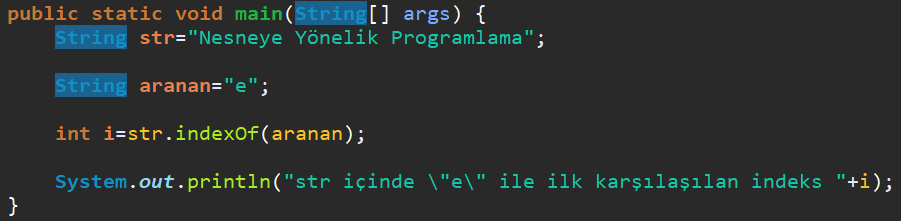 public static void main(String[] args) {
String str="Nesneye Yönelik Programlama";
String aranan="e";
int i=str.indexOf(aranan);
System.out.println("str içinde \"e\" ile ilk karşılaşılan indeks "+i);
}